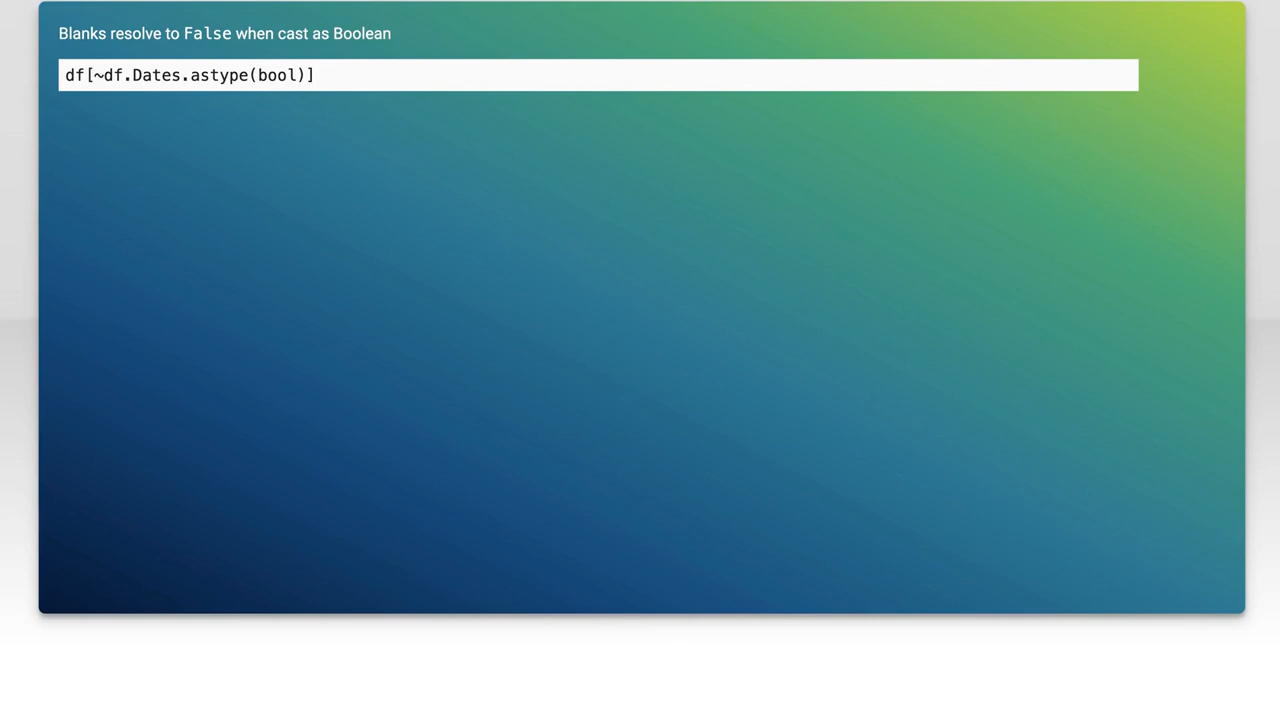 Blanks resolve to False when cast as Boolean
df[~df.Dates.astype(bool)]